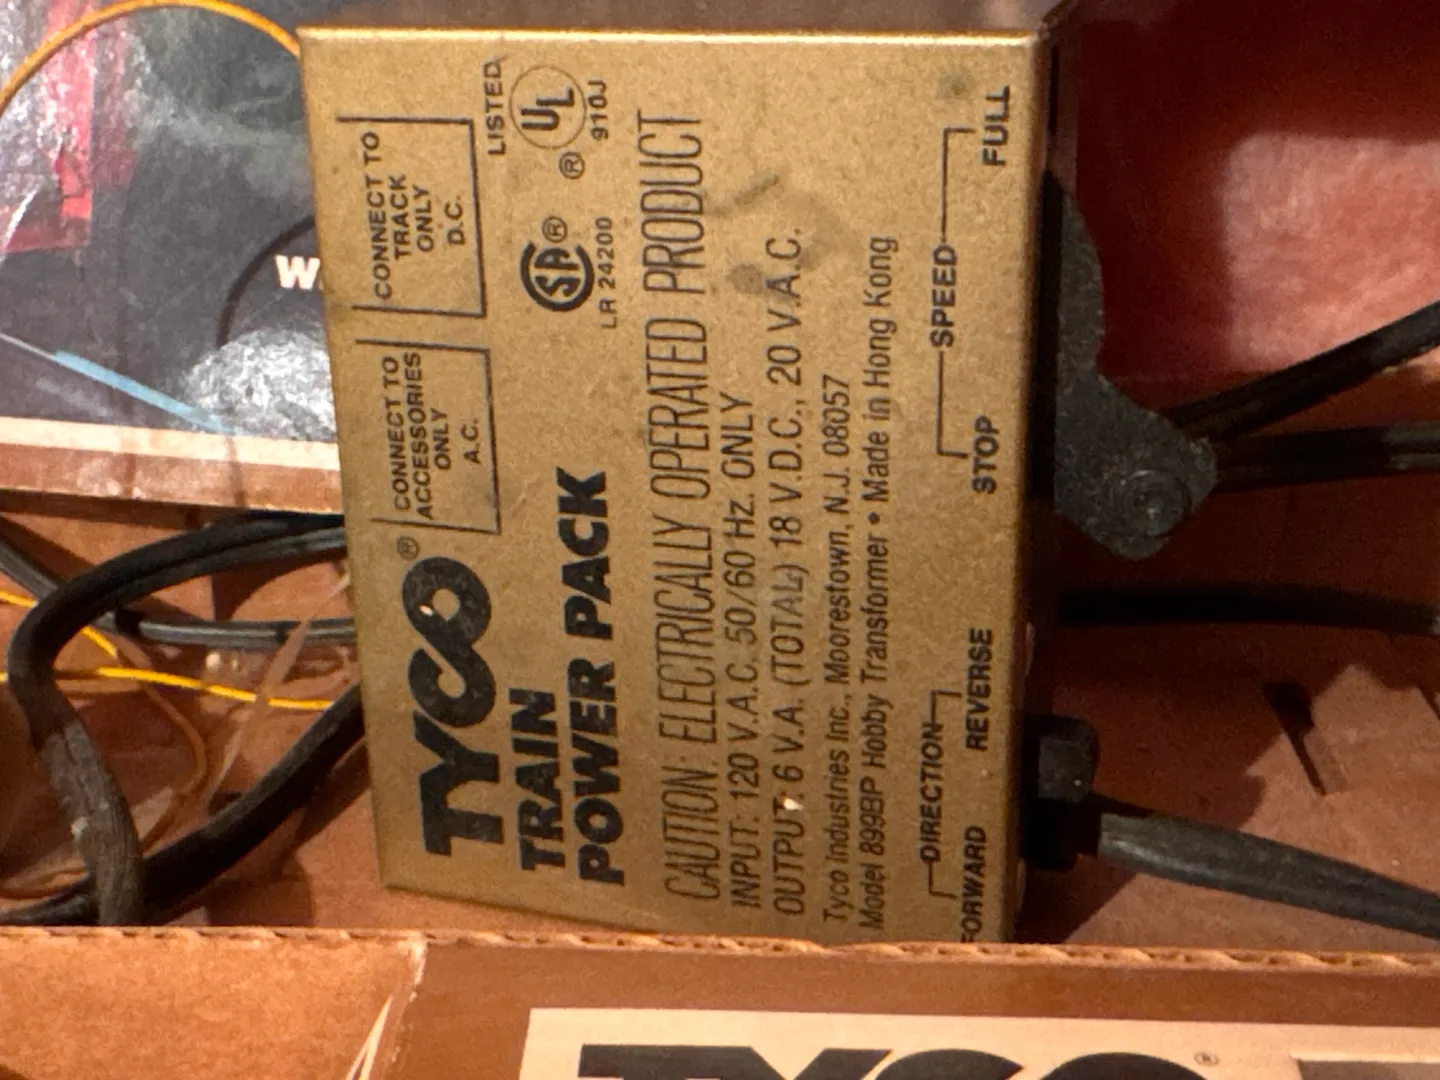 TYCO®
TRAIN
POWER PACK
CONNECT TO
ACCESSORIES
ONLY
A.C.
CONNECT TO
TRACK
ONLY
D.C.
SA®
LR 24200
LISTED
UL
®
910J
CAUTION: ELECTRICALLY OPERATED PRODUCT
INPUT: 120 V.A.C. 50/60 Hz. ONLY
OUTPUT: 6 V.A. (TOTAL) 18 V.D.C., 20 V.A.C.
Tyco Industries Inc., Moorestown, N.J. 08057
Model 899BP Hobby Transformer • Made in Hong Kong
DIRECTION
FORWARD REVERSE
SPEED
STOP FULL
W
TYCO®